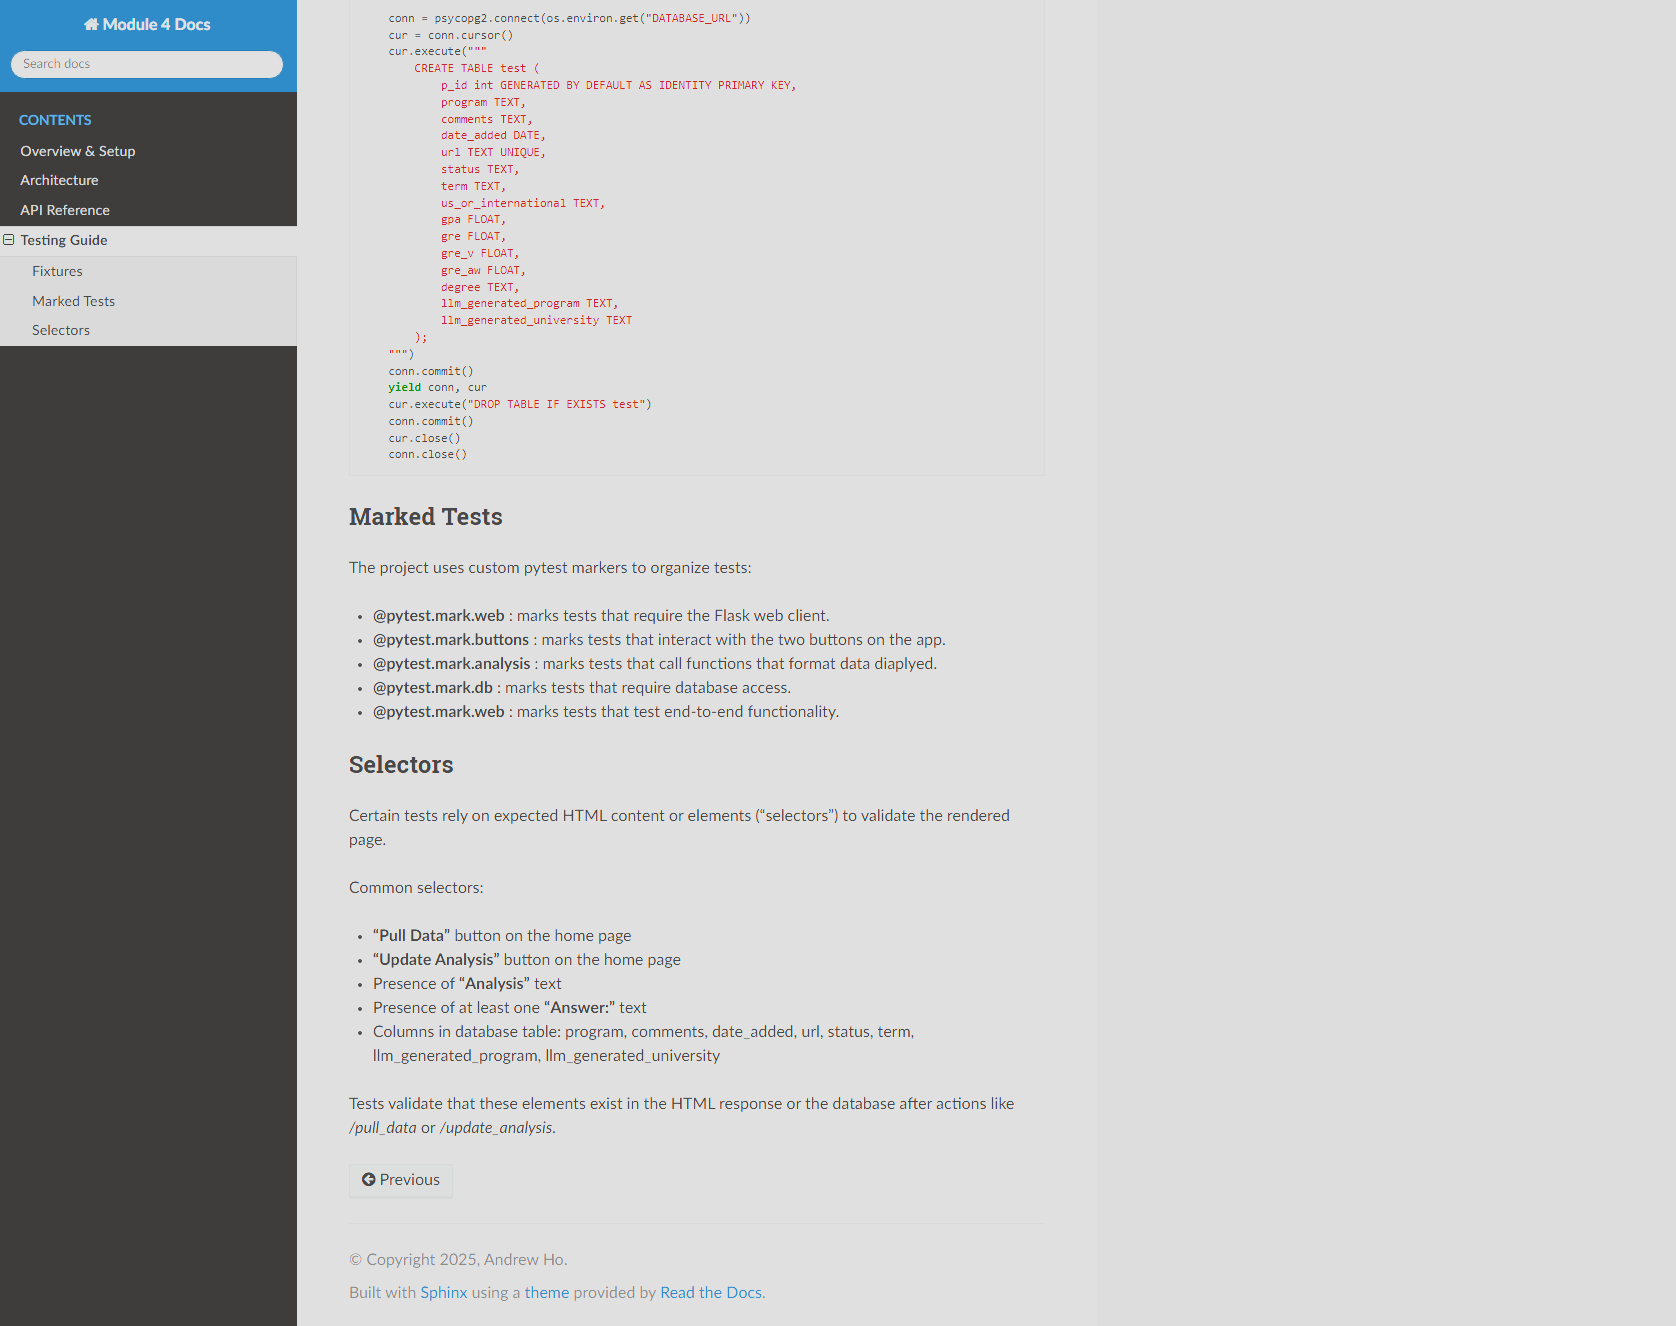 Module 4 Docs
Search docs
CONTENTS
Overview & Setup
Architecture
API Reference
Testing Guide
Fixtures
Marked Tests
Selectors
conn = psycopg2.connect(os.environ.get("DATABASE_URL"))
cur = conn.cursor()
cur.execute("""
CREATE TABLE test (
p_id int GENERATED BY DEFAULT AS IDENTITY PRIMARY KEY,
program TEXT,
comments TEXT,
date_added DATE,
url TEXT UNIQUE,
status TEXT,
term TEXT,
us_or_international TEXT,
gpa FLOAT,
gre FLOAT,
gre_v FLOAT,
gre_aw FLOAT,
degree TEXT,
llm_generated_program TEXT,
llm_generated_university TEXT
);
""")
conn.commit()
yield conn, cur
cur.execute("DROP TABLE IF EXISTS test")
conn.commit()
cur.close()
conn.close()
Marked Tests
The project uses custom pytest markers to organize tests:
• @pytest.mark.web : marks tests that require the Flask web client.
• @pytest.mark.buttons : marks tests that interact with the two buttons on the app.
• @pytest.mark.analysis : marks tests that call functions that format data diaplyed.
• @pytest.mark.db : marks tests that require database access.
• @pytest.mark.web : marks tests that test end-to-end functionality.
Selectors
Certain tests rely on expected HTML content or elements (“selectors”) to validate the rendered
page.
Common selectors:
• “Pull Data” button on the home page
• “Update Analysis” button on the home page
• Presence of “Analysis” text
• Presence of at least one “Answer:” text
• Columns in database table: program, comments, date_added, url, status, term,
llm_generated_program, llm_generated_university
Tests validate that these elements exist in the HTML response or the database after actions like
/pull_data or /update_analysis.
Previous
© Copyright 2025, Andrew Ho.
Built with Sphinx using a theme provided by Read the Docs.